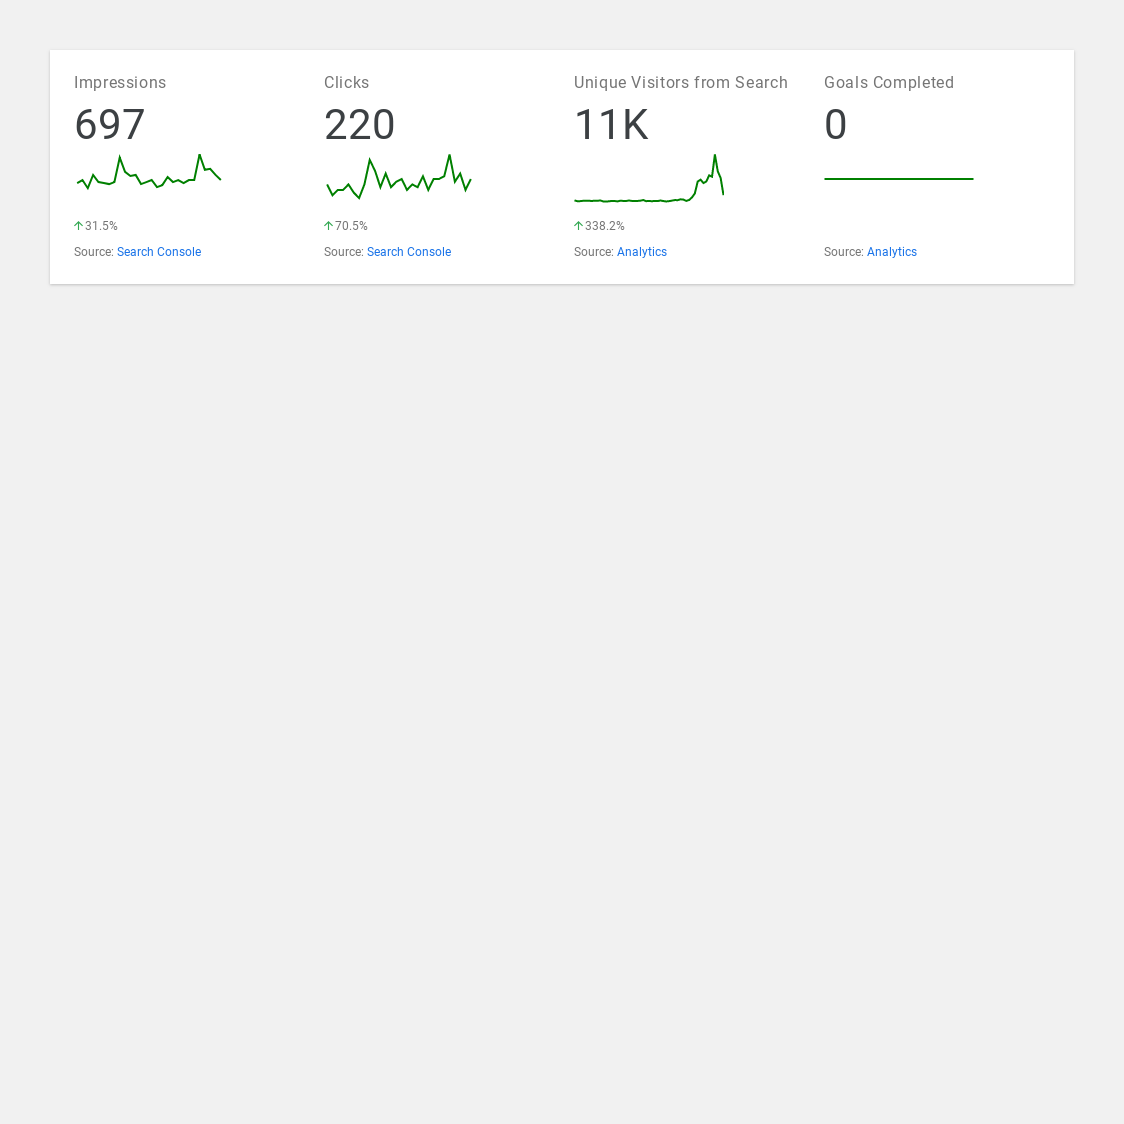 Impressions
697
31.5%
Source: Search Console
Clicks
220
70.5%
Source: Search Console
Unique Visitors from Search
11K
338.2%
Source: Analytics
Goals Completed
0
Source: Analytics